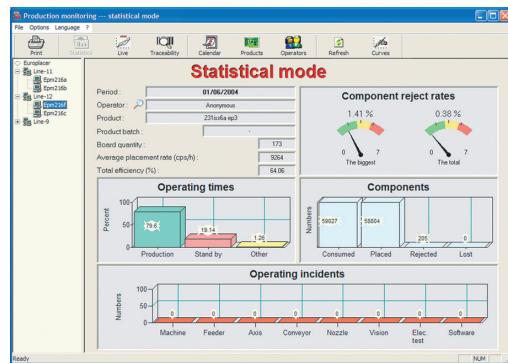 Production monitoring --- statistical mode
File Options Language ?
Print Statistics Live Traceability Calendar Products Operators Refresh Curves
Europlacer
Line-11
Epm216a
Epm216b
Line-12
Epm216f
Epm216c
Line-9
Statistical mode
Period : 01/06/2004
Operator : Anonymous
Product : 231sx6a ep3
Product batch : -
Board quantity : 173
Average placement rate (cps/h) : 9264
Total efficiency (%) : 64.06
Component reject rates
1.41 % 0.38 %
0 7 0 7
The biggest The total
Operating times
Percent
100
50
0
79.6 19.14 1.26
Production Stand by Other
Components
Numbers
59027 58804 205 0
Consumed Placed Rejected Lost
Operating incidents
Numbers
100
50
0
0 0 0 0 0 0 0 0
Machine Feeder Axis Conveyor Nozzle Vision Elec. test Software
Ready NUM